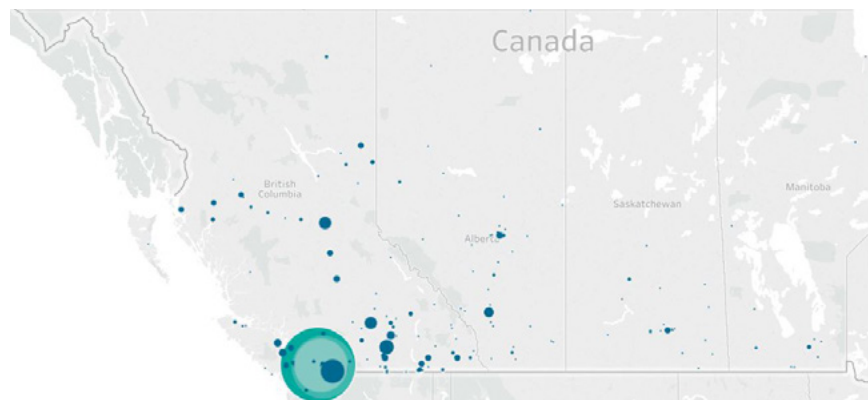 Canada
British
Columbia
Manitoba
Saskatchewan
Alberta